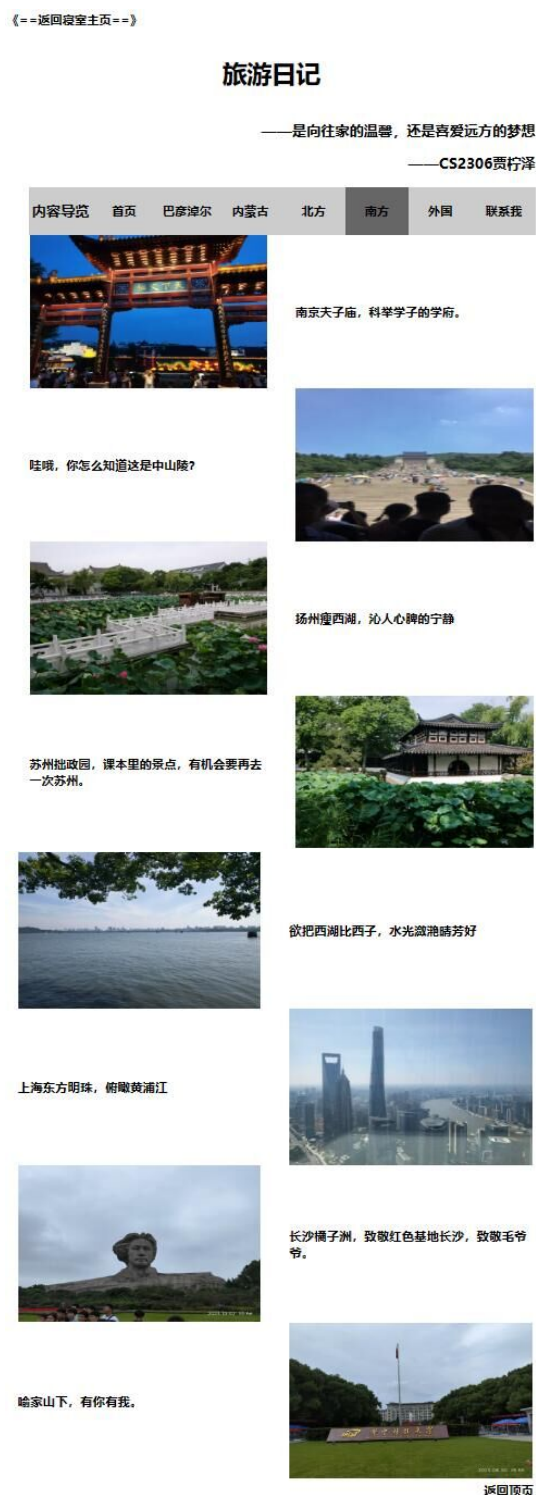 《==返回寝室主页==》
旅游日记
——是向往家的温馨，还是喜爱远方的梦想
——CS2306贾柠泽
内容导览 首页 巴彦淖尔 内蒙古 北方 南方 外国 联系我
南京夫子庙，科举学子的学府。
哇哦，你怎么知道这是中山陵?
扬州瘦西湖，沁人心脾的宁静
苏州拙政园，课本里的景点，有机会要再去
一次苏州。
欲把西湖比西子，水光潋滟晴芳好
上海东方明珠，俯瞰黄浦江
长沙橘子洲，致敬红色基地长沙，致敬毛爷
爷。
喻家山下，有你有我。
返回顶页